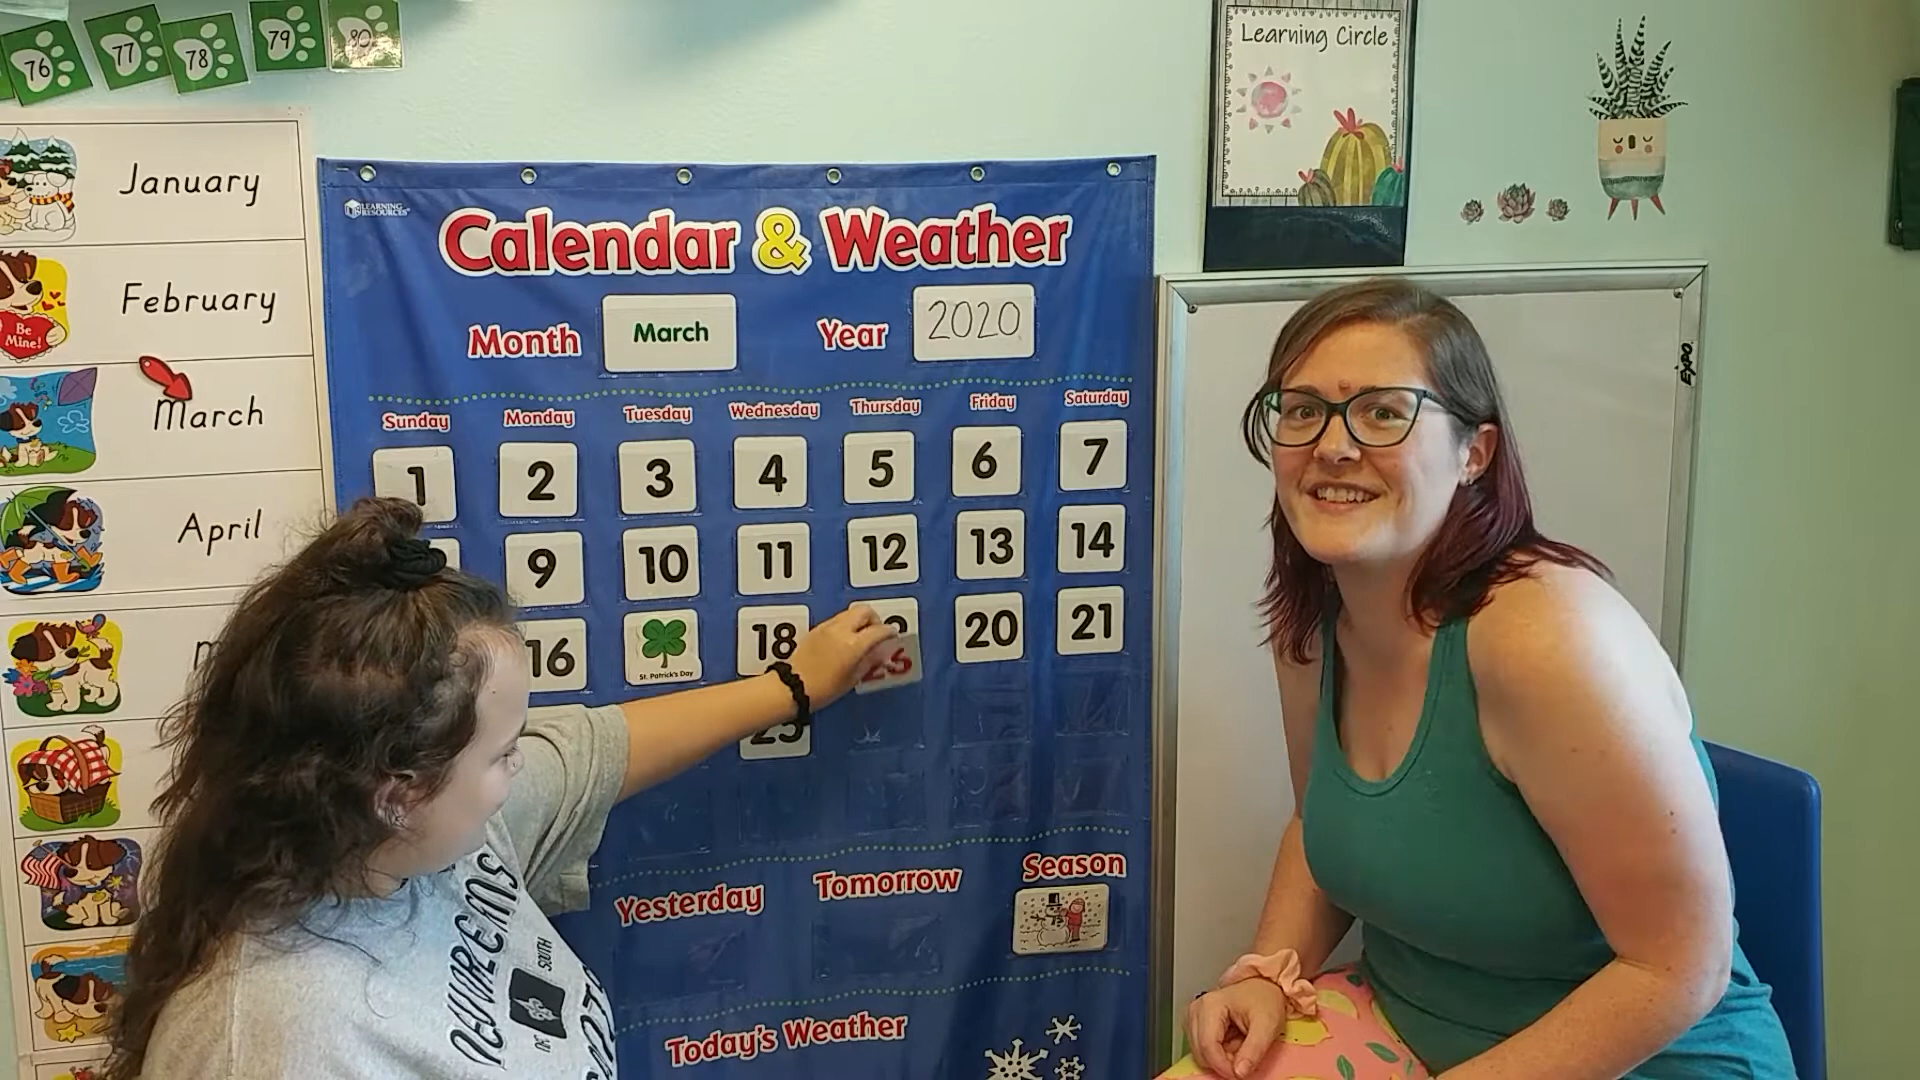 76 77 78 79 80
Learning Circle
January
February
Be Mine!
March
April
LEARNING RESOURCES
Calendar & Weather
Month March Year 2020
Sunday Monday Tuesday Wednesday Thursday Friday Saturday
1 2 3 4 5 6 7
9 10 11 12 13 14
16 St. Patrick's Day 18 20 21
26
25
Yesterday Tomorrow Season
Today's Weather
EXPO
SOUTH